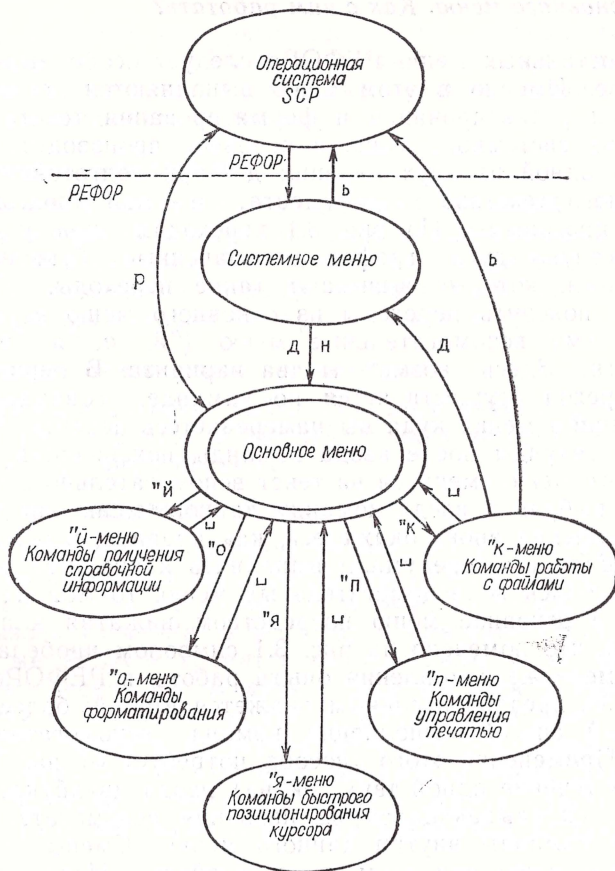 Операционная
система
SCP
РЕФОР
РЕФОР
ь
Системное меню
р
ь
Д Н
Д
Основное меню
"й
␣
"о
␣
"я
␣
"п
␣
"к
␣
"й-меню
Команды получения
справочной
информации
"к-меню
Команды работы
с файлами
"о-меню
Команды
форматирования
"п-меню
Команды
управления
печатью
"я-меню
Команды быстрого
позиционирования
курсора